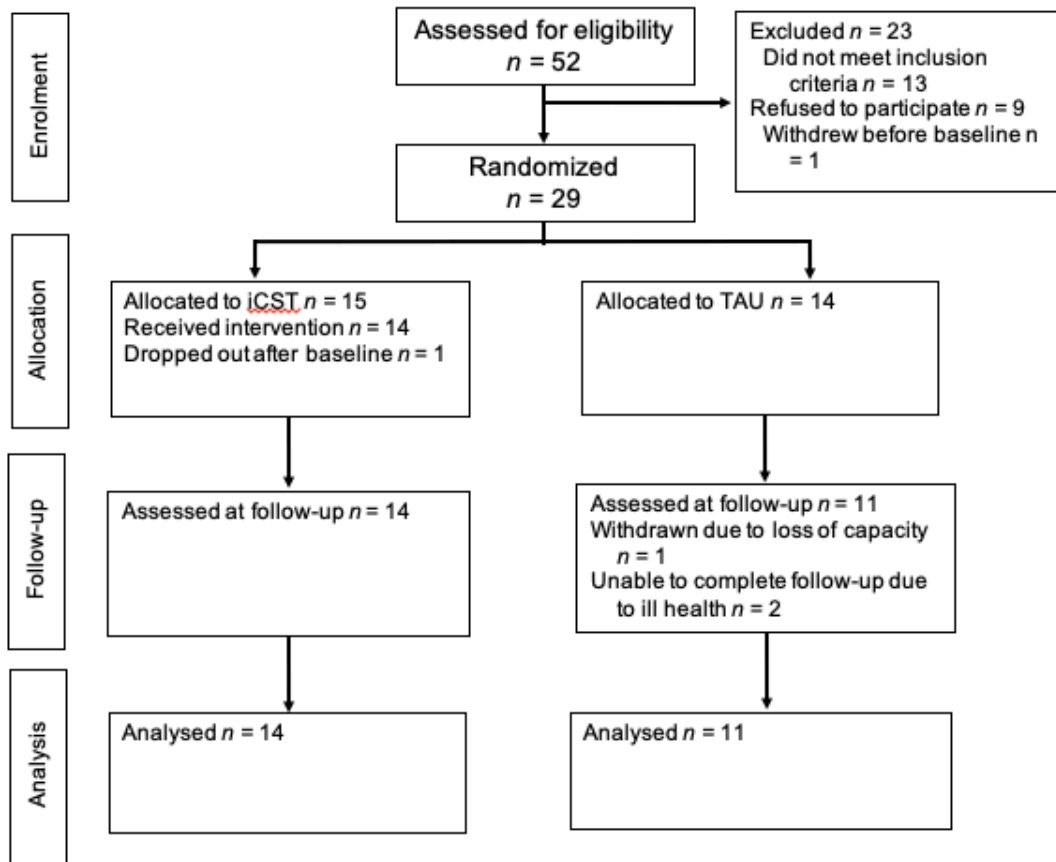 Enrolment
Assessed for eligibility
n = 52
Excluded n = 23
Did not meet inclusion
criteria n = 13
Refused to participate n = 9
Withdrew before baseline n
= 1
Randomized
n = 29
Allocation
Allocated to iCST n = 15
Received intervention n = 14
Dropped out after baseline n = 1
Allocated to TAU n = 14
Follow-up
Assessed at follow-up n = 14
Assessed at follow-up n = 11
Withdrawn due to loss of capacity
n = 1
Unable to complete follow-up due
to ill health n = 2
Analysis
Analysed n = 14
Analysed n = 11